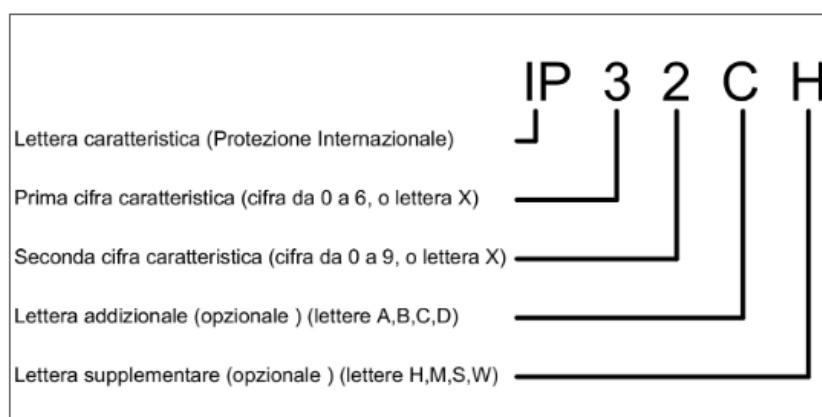 IP 3 2 C H
Lettera caratteristica (Protezione Internazionale)
Prima cifra caratteristica (cifra da 0 a 6, o lettera X)
Seconda cifra caratteristica (cifra da 0 a 9, o lettera X)
Lettera addizionale (opzionale ) (lettere A,B,C,D)
Lettera supplementare (opzionale ) (lettere H,M,S,W)